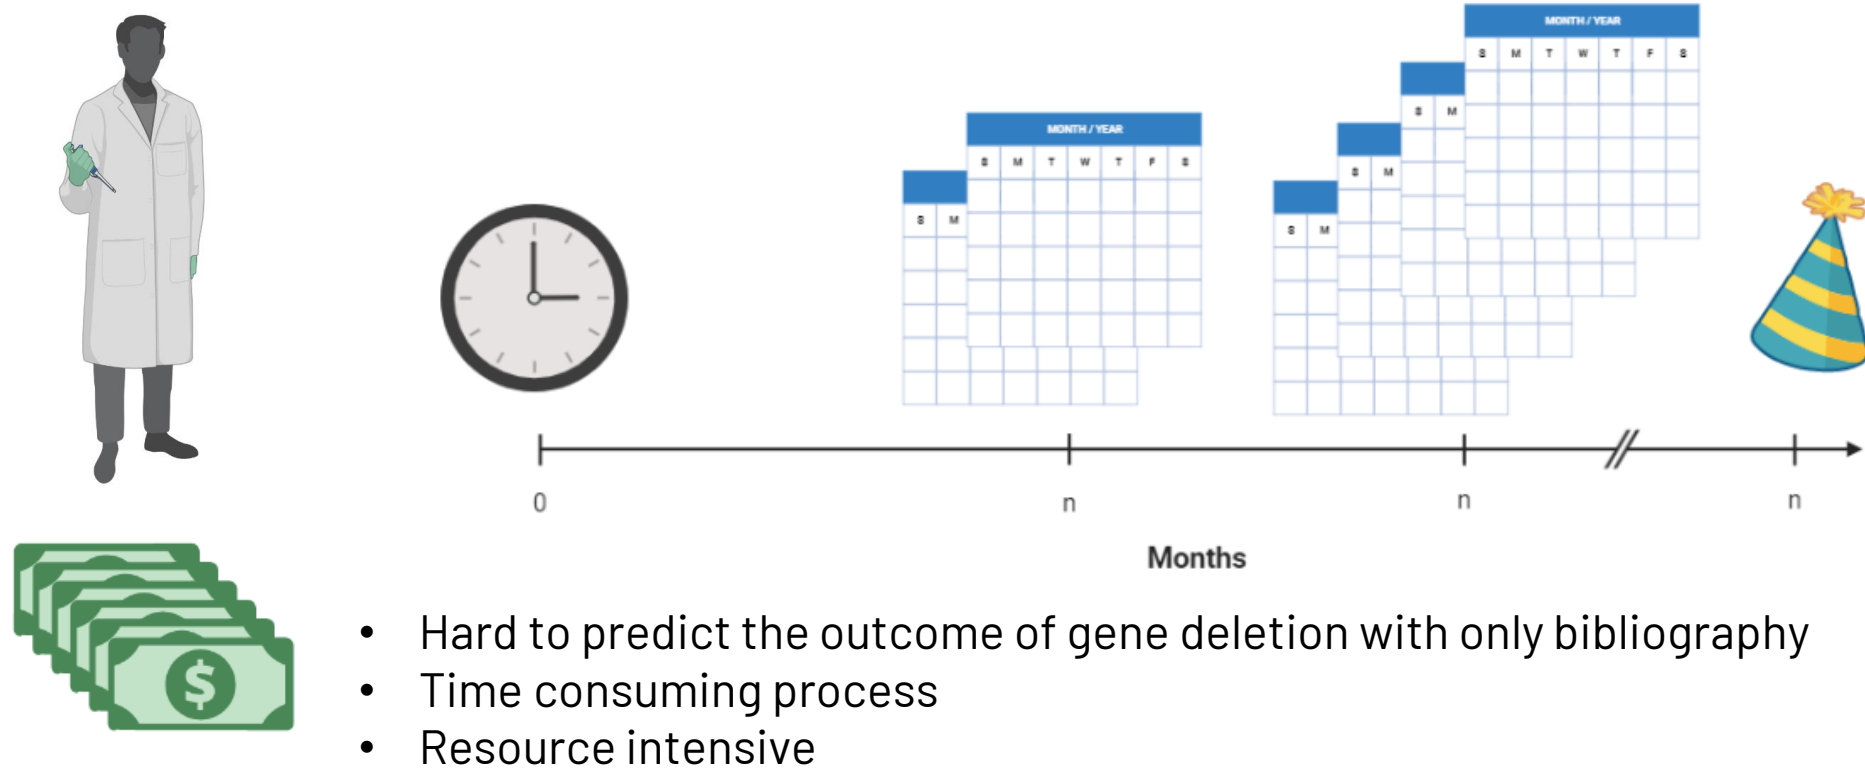 MONTH / YEAR
S M T W T F S
MONTH / YEAR
S M T W T F S
S M
S M
S M
S M
0 n n n
Months
$
• Hard to predict the outcome of gene deletion with only bibliography
• Time consuming process
• Resource intensive